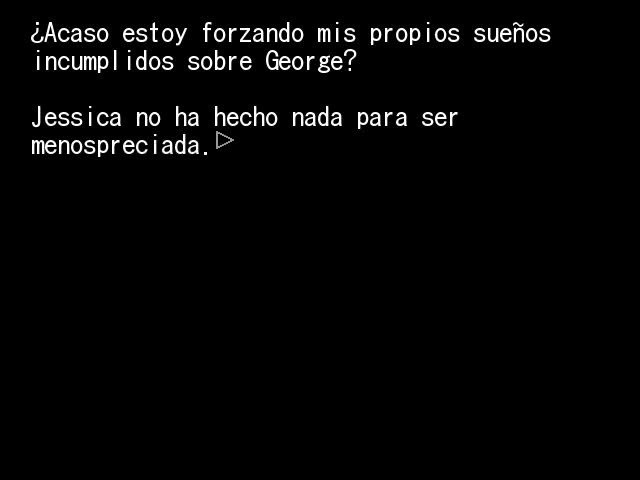 ¿Acaso estoy forzando mis propios sueños
incumplidos sobre George?
Jessica no ha hecho nada para ser
menospreciada.